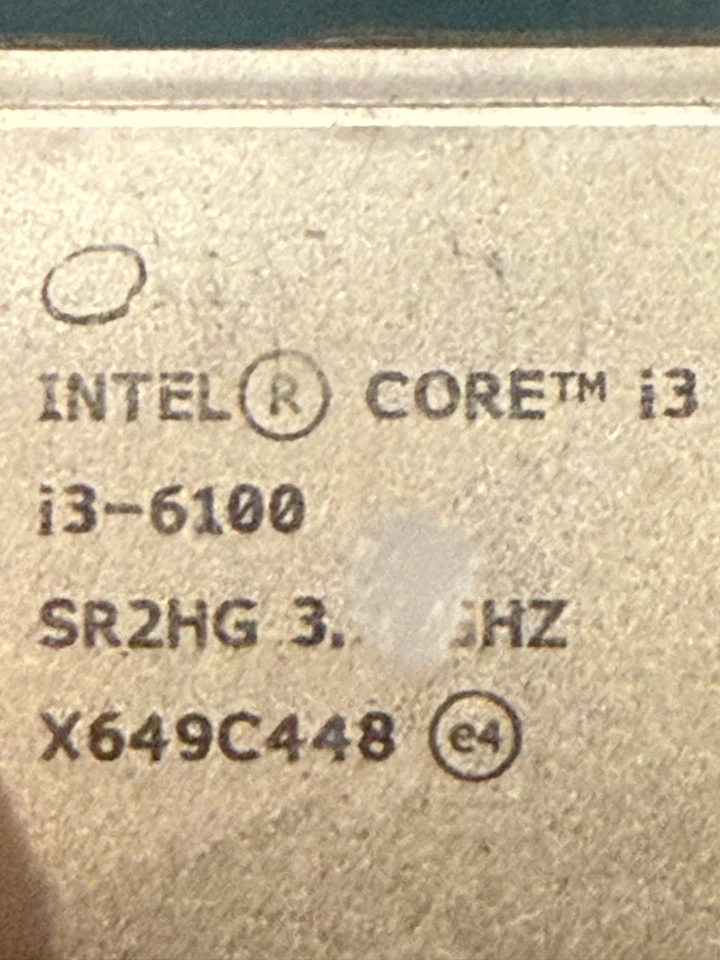 INTEL® CORE™ i3
i3-6100
SR2HG 3.
X649C448 e4